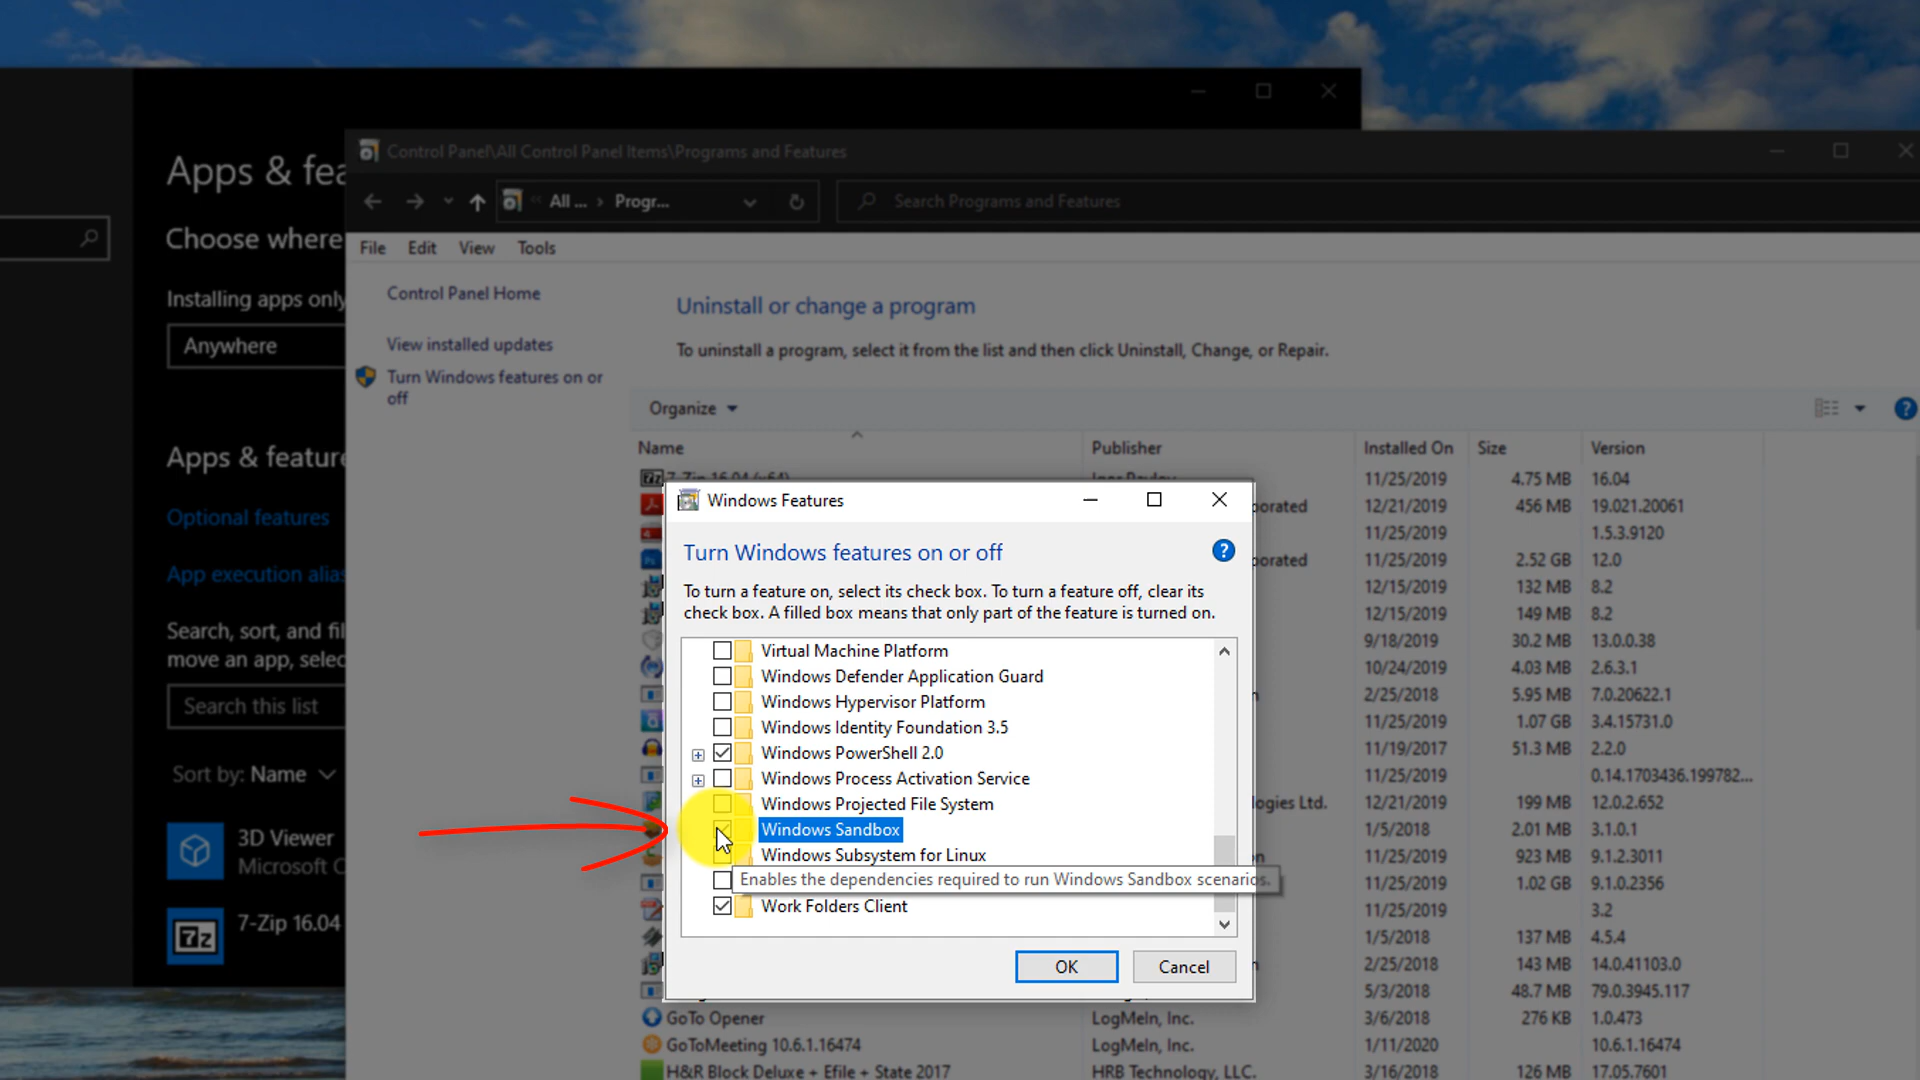 Apps & fea
Choose where
Installing apps only
Anywhere
Apps & feature
Optional features
App execution alias
Search, sort, and fil
move an app, selec
Search this list
Sort by: Name
3D Viewer
Microsoft C
7-Zip 16.04
Control Panel\All Control Panel Items\Programs and Features
All ... › Progr...
Search Programs and Features
File Edit View Tools
Control Panel Home
View installed updates
Turn Windows features on or
off
Uninstall or change a program
To uninstall a program, select it from the list and then click Uninstall, Change, or Repair.
Organize
Name Publisher Installed On Size Version
7-Zip 16.04 (x64) Igor Pavlov 11/25/2019 4.75 MB 16.04
orated 12/21/2019 456 MB 19.021.20061
11/25/2019 1.5.3.9120
orated 11/25/2019 2.52 GB 12.0
12/15/2019 132 MB 8.2
12/15/2019 149 MB 8.2
9/18/2019 30.2 MB 13.0.0.38
10/24/2019 4.03 MB 2.6.3.1
2/25/2018 5.95 MB 7.0.20622.1
11/25/2019 1.07 GB 3.4.15731.0
11/19/2017 51.3 MB 2.2.0
11/25/2019 0.14.1703436.199782...
logies Ltd. 12/21/2019 199 MB 12.0.2.652
1/5/2018 2.01 MB 3.1.0.1
11/25/2019 923 MB 9.1.2.3011
11/25/2019 1.02 GB 9.1.0.2356
11/25/2019 3.2
1/5/2018 137 MB 4.5.4
2/25/2018 143 MB 14.0.41103.0
5/3/2018 48.7 MB 79.0.3945.117
GoTo Opener LogMeIn, Inc. 3/6/2018 276 KB 1.0.473
GoToMeeting 10.6.1.16474 LogMeIn, Inc. 1/11/2020 10.6.1.16474
H&R Block Deluxe + Efile + State 2017 HRB Technology, LLC. 3/16/2018 126 MB 17.05.7601
Windows Features
Turn Windows features on or off
To turn a feature on, select its check box. To turn a feature off, clear its
check box. A filled box means that only part of the feature is turned on.
Virtual Machine Platform
Windows Defender Application Guard
Windows Hypervisor Platform
Windows Identity Foundation 3.5
Windows PowerShell 2.0
Windows Process Activation Service
Windows Projected File System
Windows Sandbox
Windows Subsystem for Linux
Enables the dependencies required to run Windows Sandbox scenarios.
Work Folders Client
OK Cancel